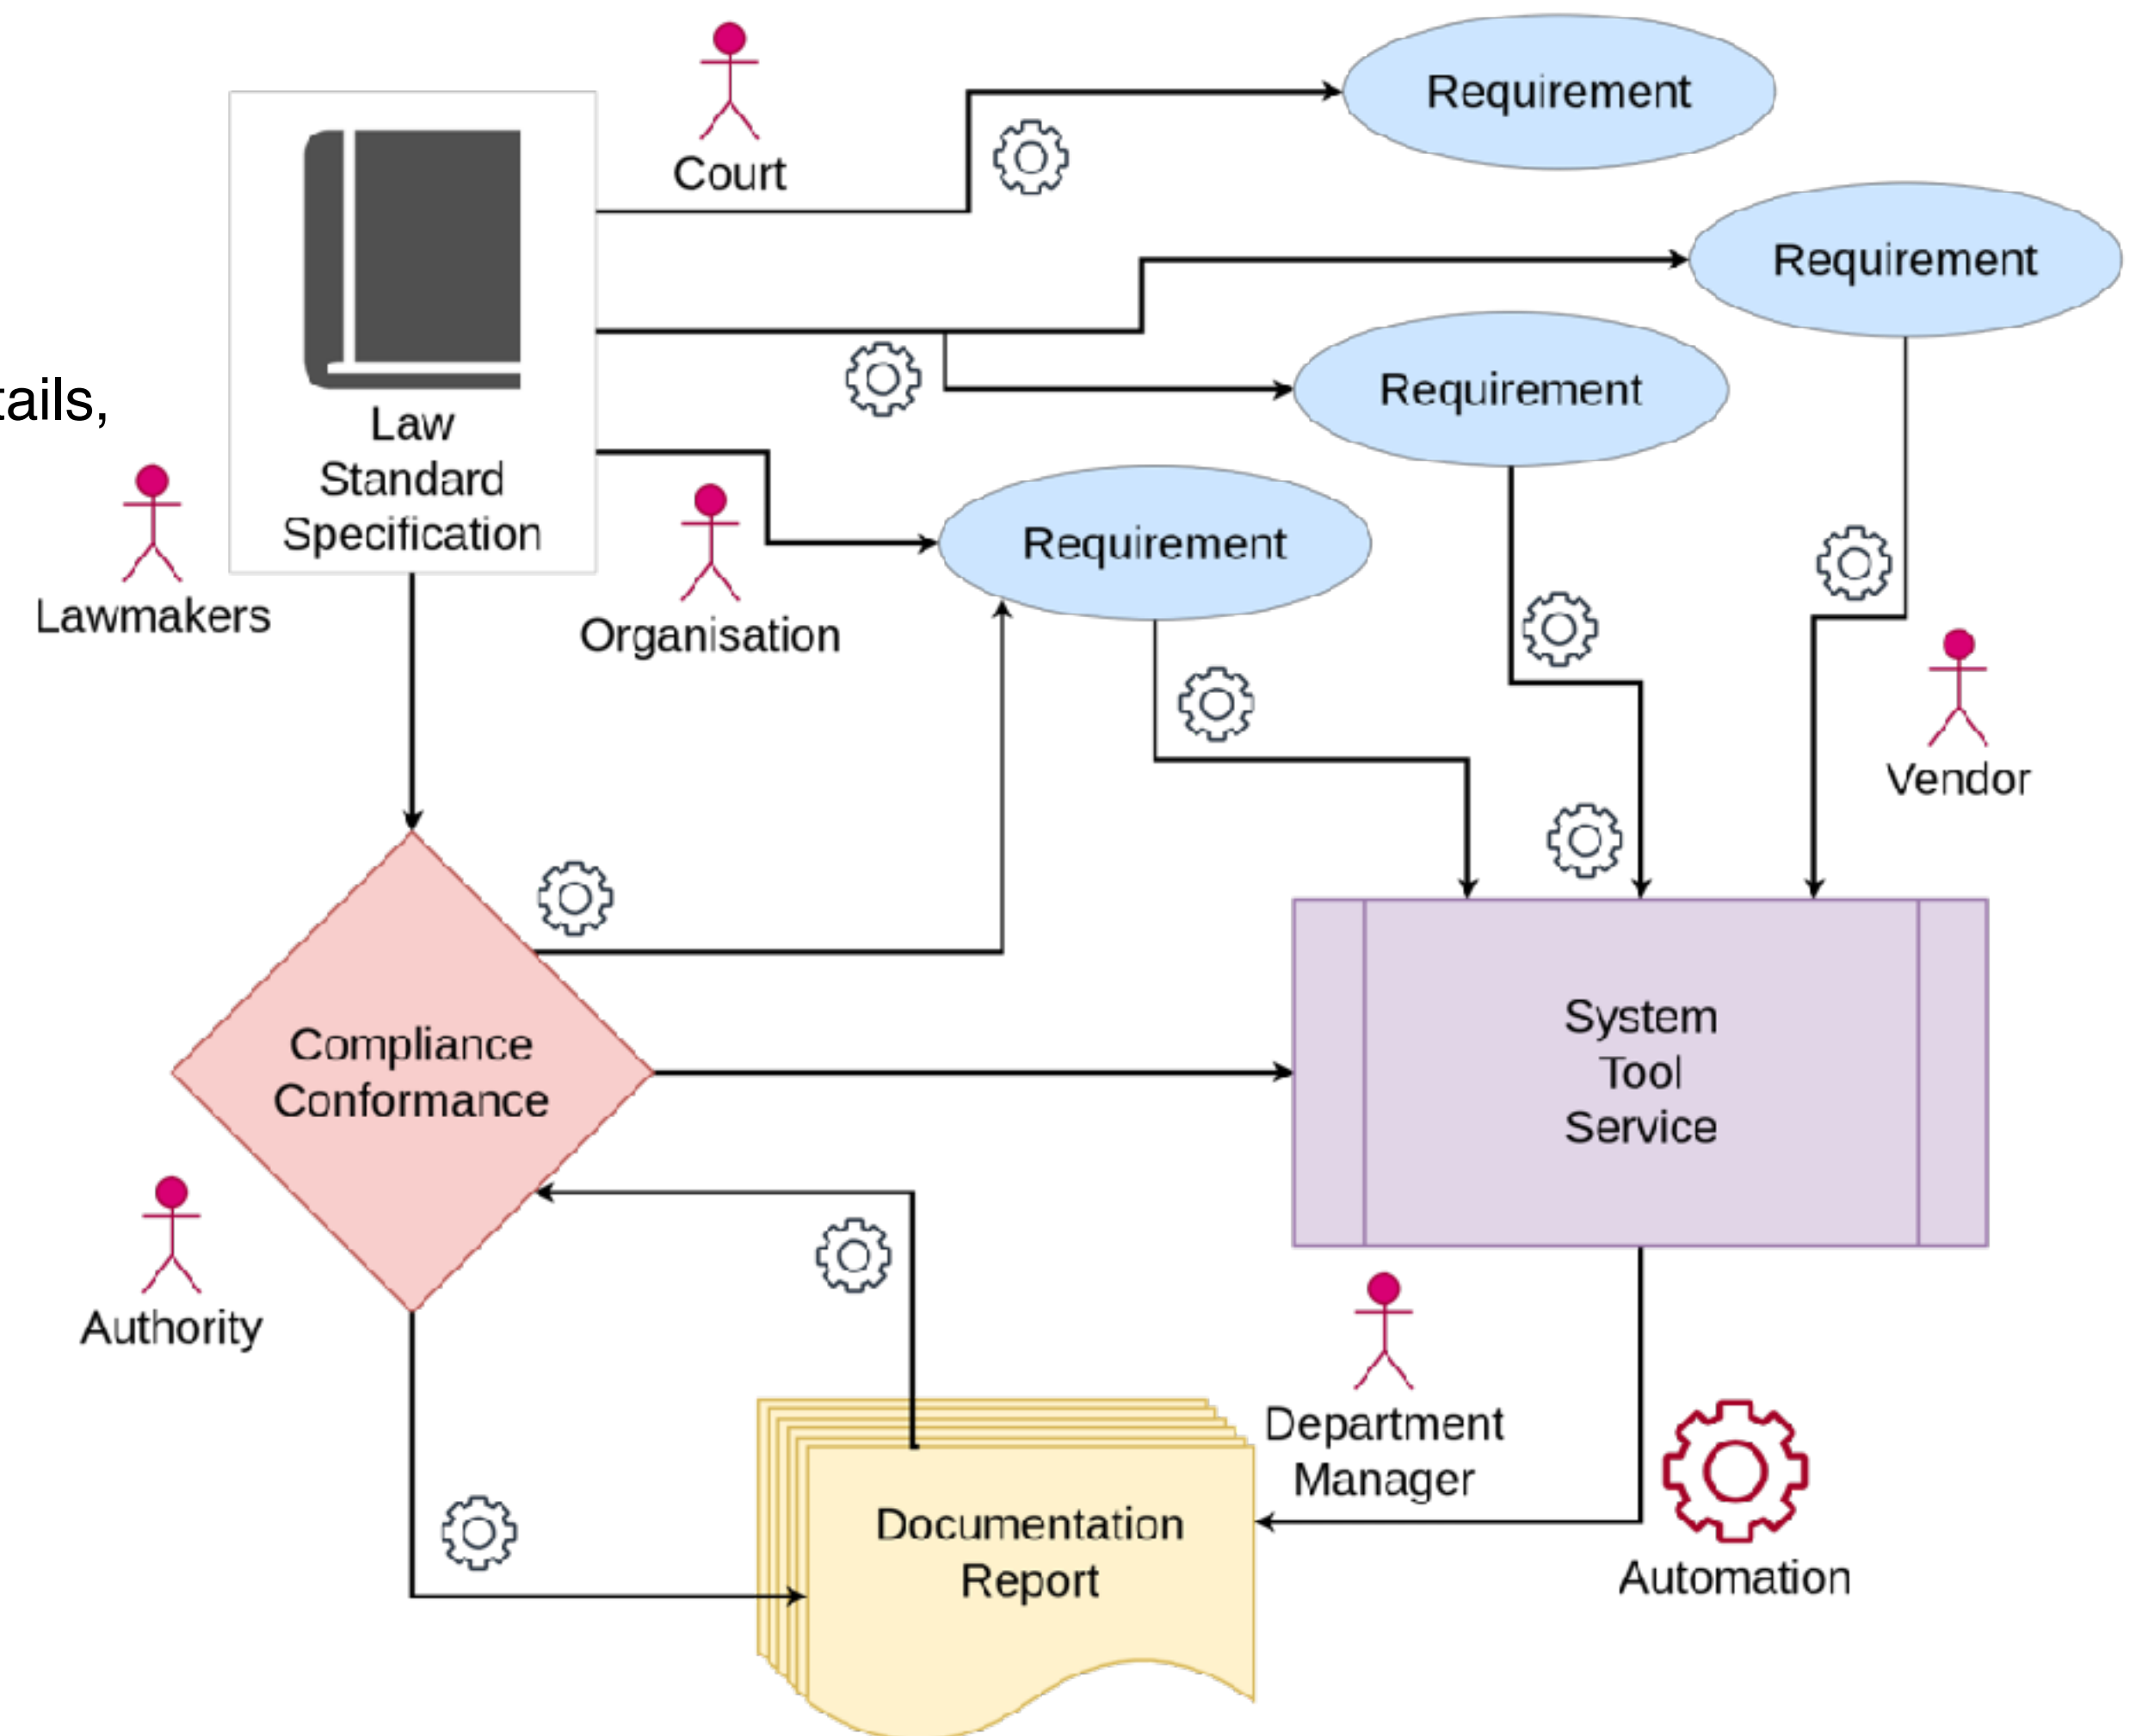 Court
Requirement
Requirement
Requirement
Law
Standard
Specification
Lawmakers
Organisation
Requirement
Vendor
Compliance
Conformance
System
Tool
Service
Authority
Department
Manager
Documentation
Report
Automation